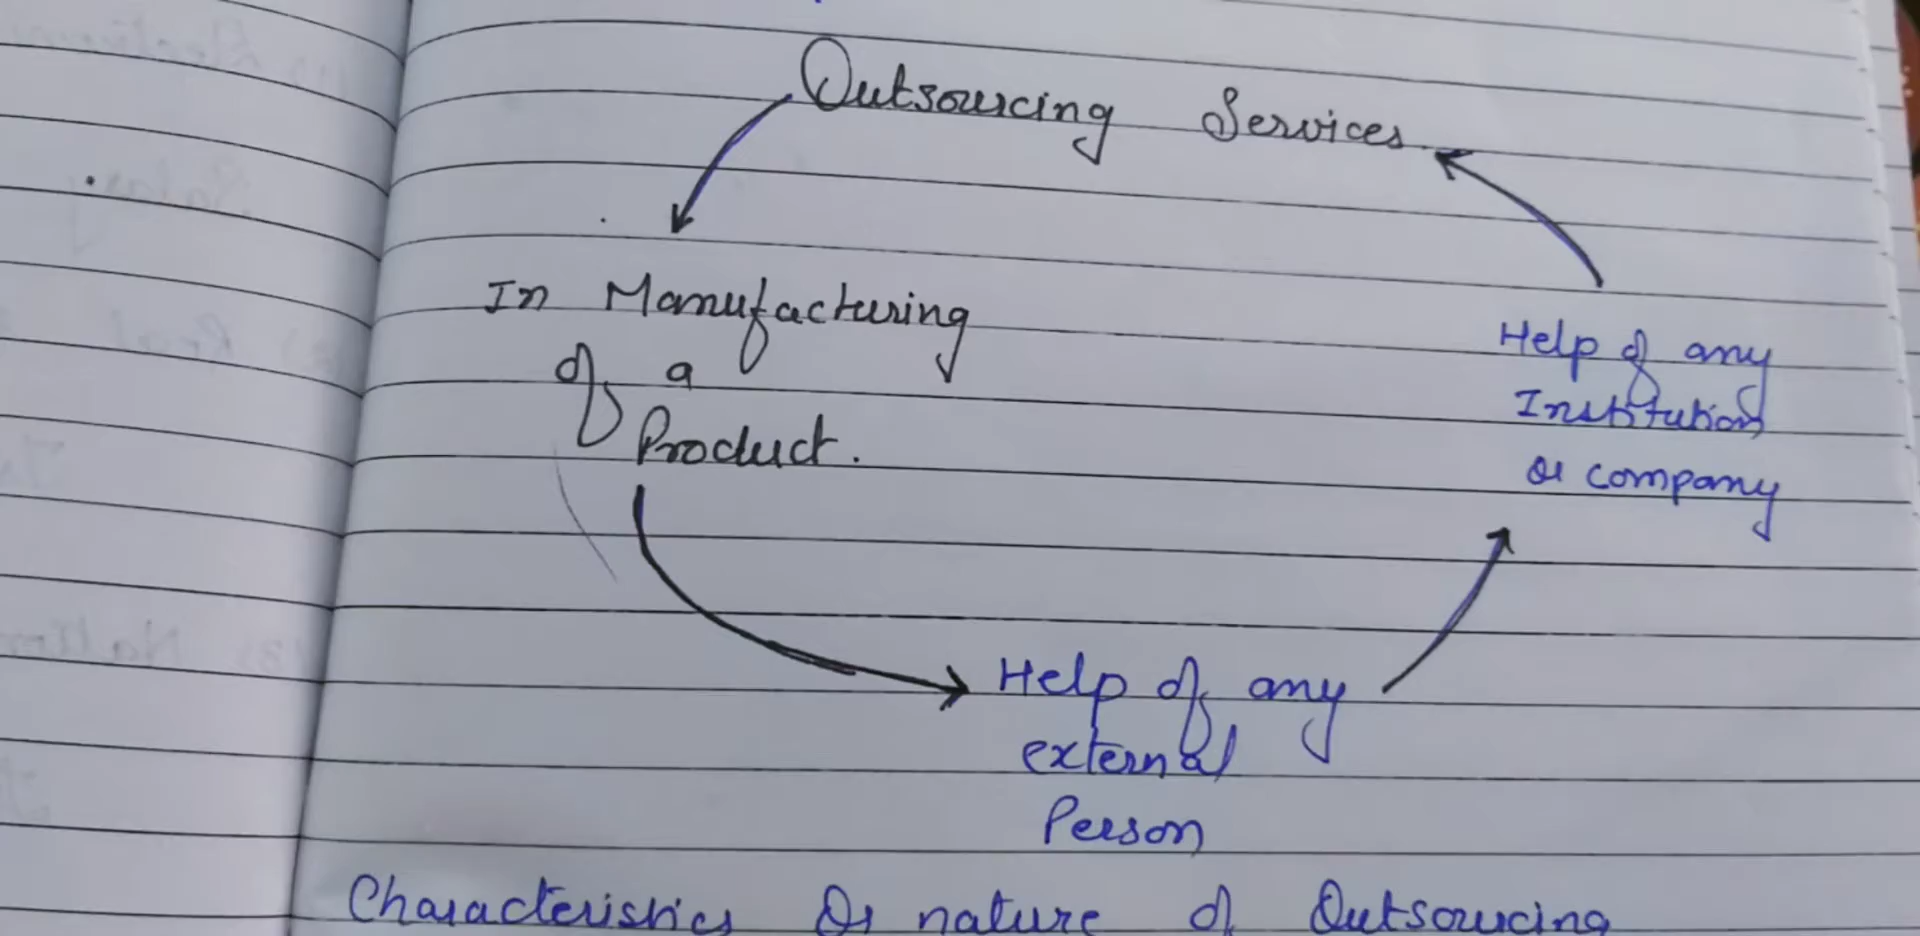 Outsourcing Services
In Manufacturing
of a
Product.
Help of any
Institution
or company
Help of any
external
Person
Characteristics Or nature of Outsourcing